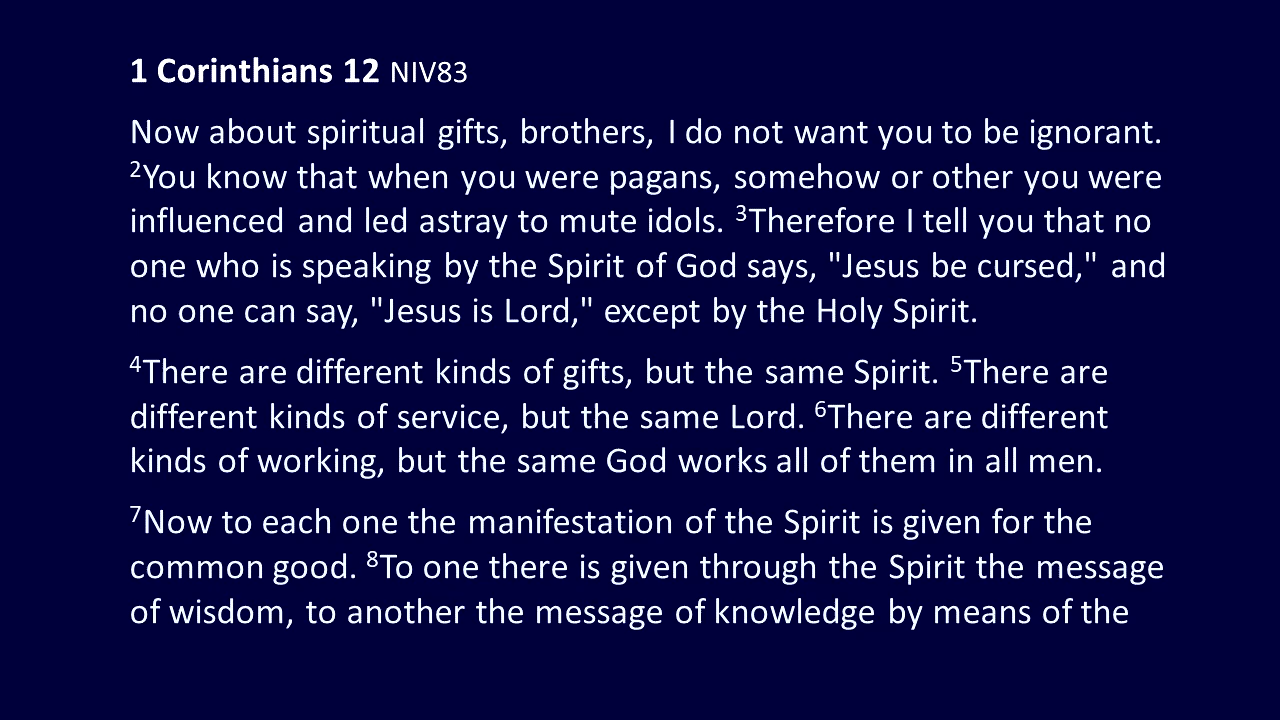 1 Corinthians 12 NIV83
Now about spiritual gifts, brothers, I do not want you to be ignorant.
²You know that when you were pagans, somehow or other you were
influenced and led astray to mute idols. ³Therefore I tell you that no
one who is speaking by the Spirit of God says, "Jesus be cursed," and
no one can say, "Jesus is Lord," except by the Holy Spirit.
⁴There are different kinds of gifts, but the same Spirit. ⁵There are
different kinds of service, but the same Lord. ⁶There are different
kinds of working, but the same God works all of them in all men.
⁷Now to each one the manifestation of the Spirit is given for the
common good. ⁸To one there is given through the Spirit the message
of wisdom, to another the message of knowledge by means of the